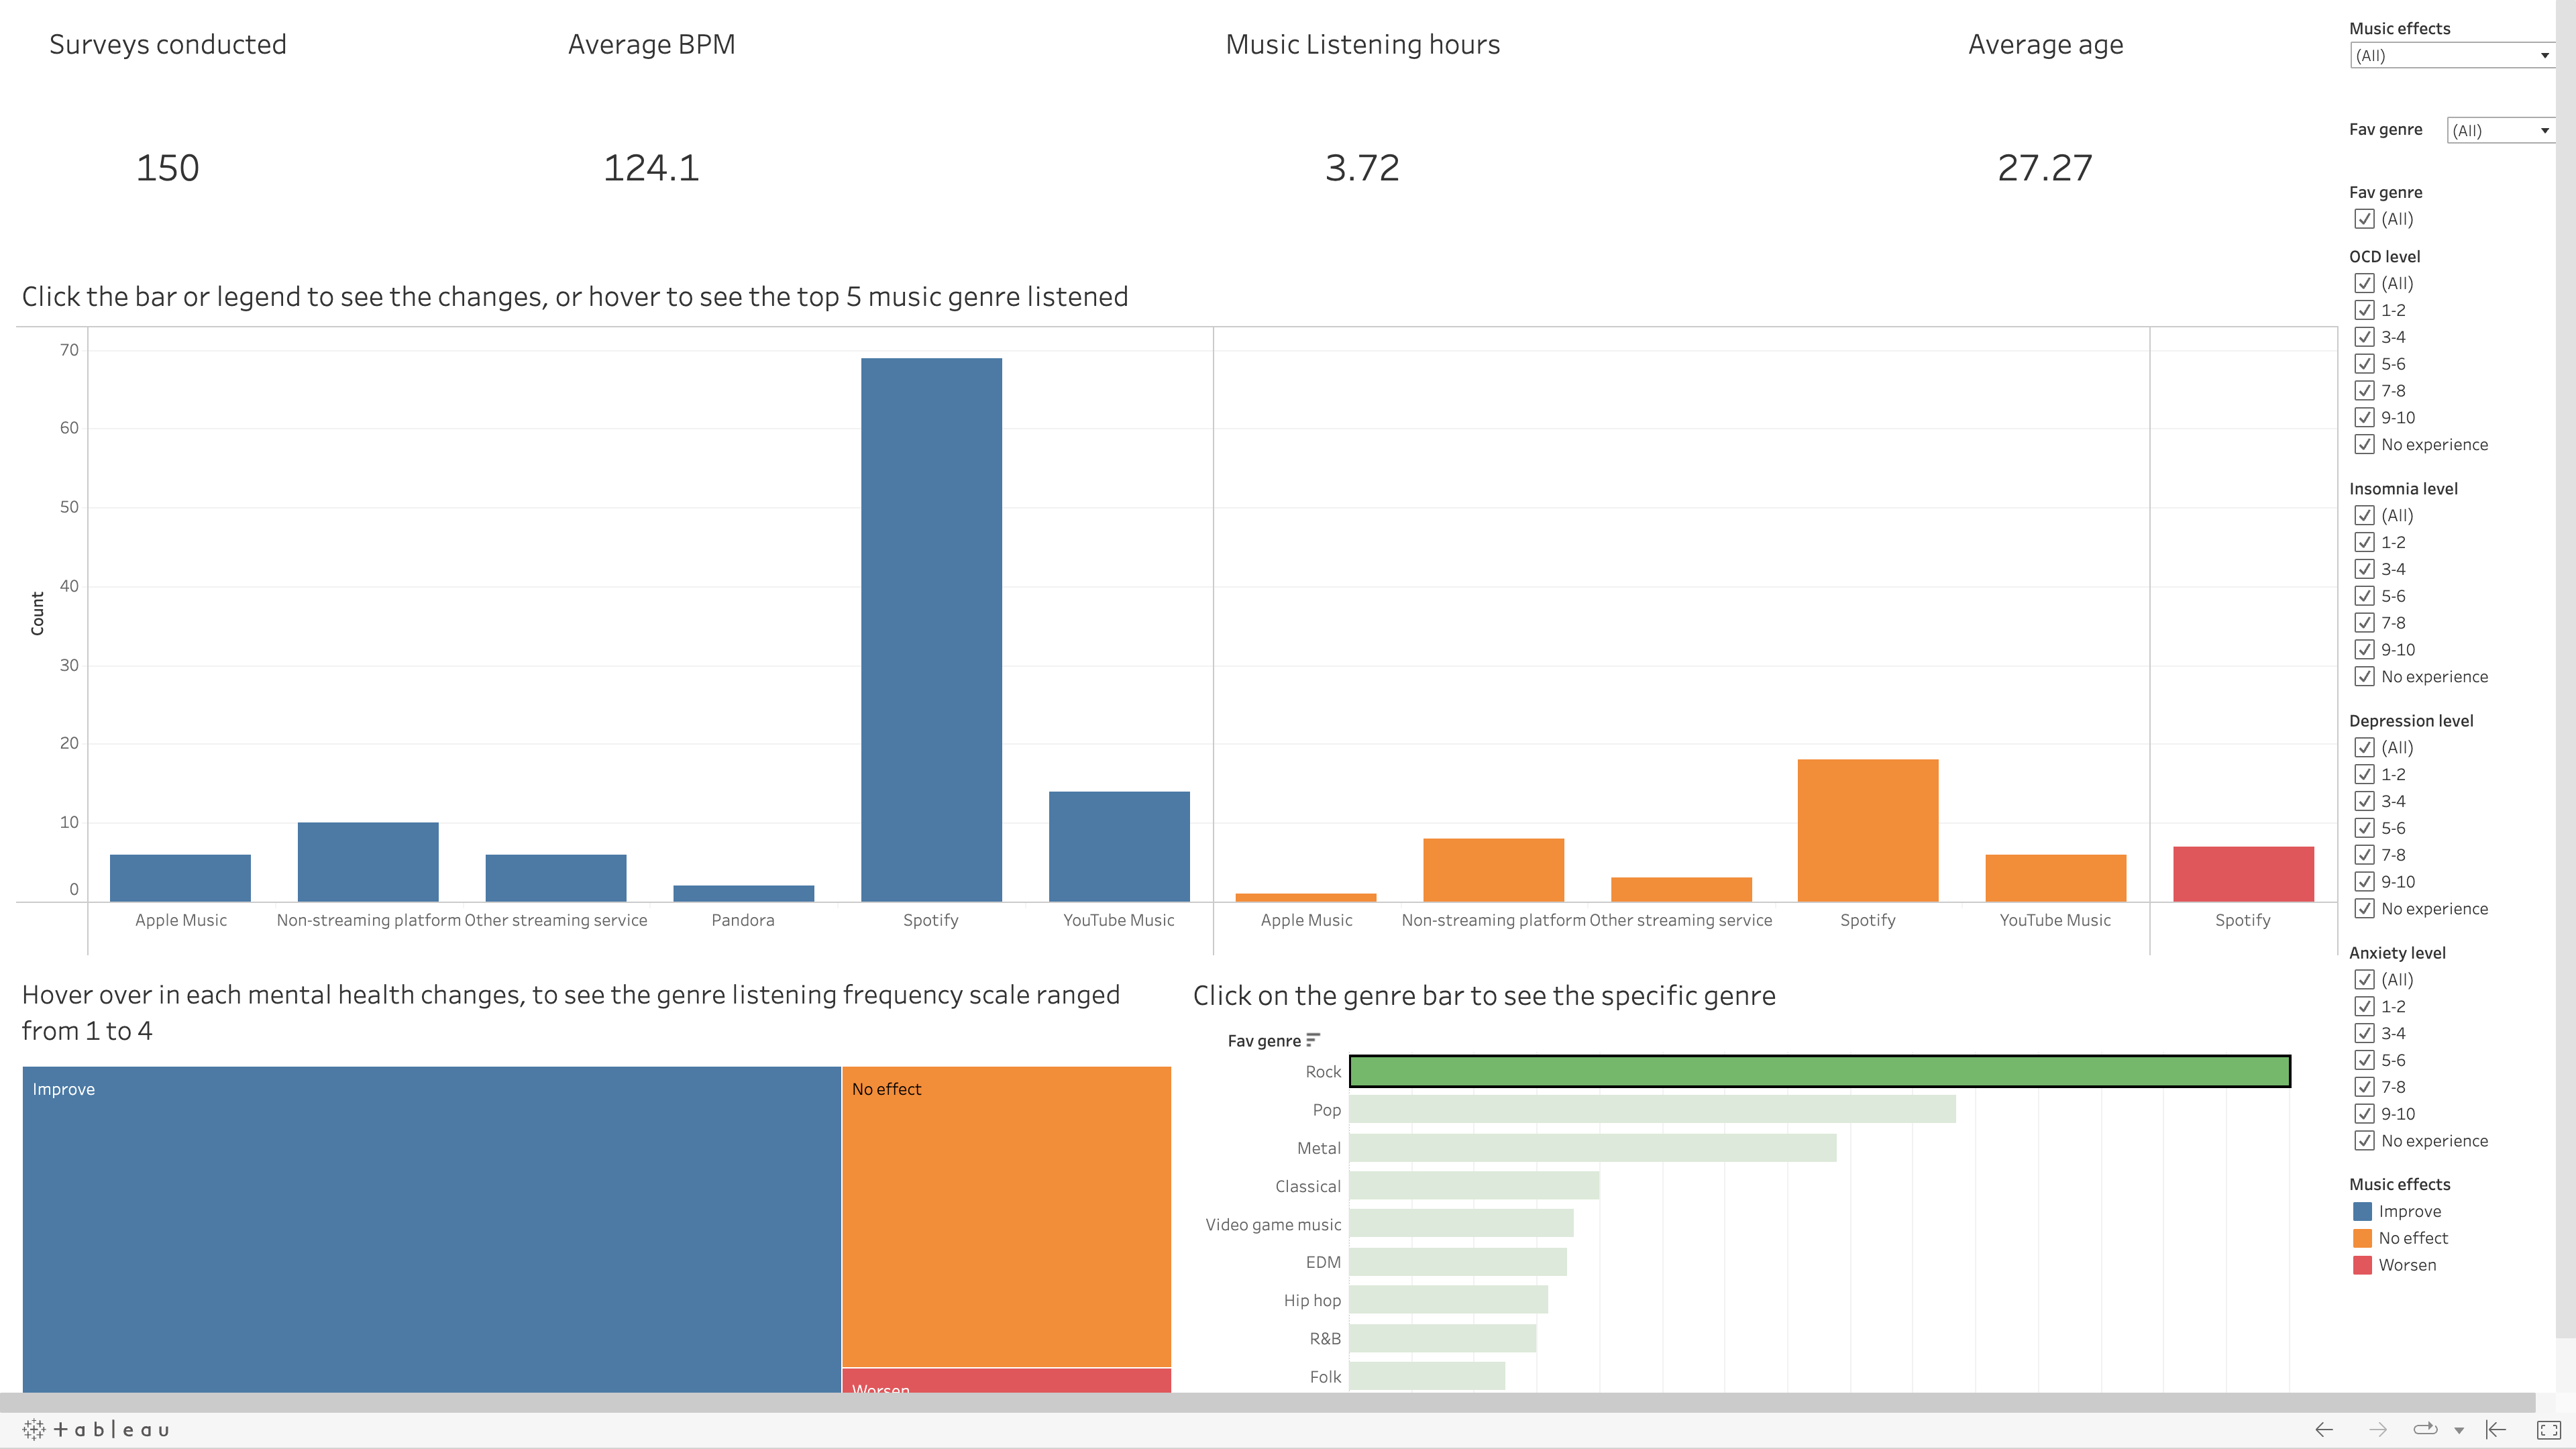 Surveys conducted
Average BPM
Music Listening hours
Average age
150
124.1
3.72
27.27
Click the bar or legend to see the changes, or hover to see the top 5 music genre listened
Count
70
60
50
40
30
20
10
0
Apple Music
Non-streaming platform
Other streaming service
Pandora
Spotify
YouTube Music
Apple Music
Non-streaming platform
Other streaming service
Spotify
YouTube Music
Spotify
Hover over in each mental health changes, to see the genre listening frequency scale ranged
from 1 to 4
Improve
No effect
Worsen
Click on the genre bar to see the specific genre
Fav genre
Rock
Pop
Metal
Classical
Video game music
EDM
Hip hop
R&B
Folk
Music effects
(All)
Fav genre (All)
Fav genre
(All)
OCD level
(All)
1-2
3-4
5-6
7-8
9-10
No experience
Insomnia level
(All)
1-2
3-4
5-6
7-8
9-10
No experience
Depression level
(All)
1-2
3-4
5-6
7-8
9-10
No experience
Anxiety level
(All)
1-2
3-4
5-6
7-8
9-10
No experience
Music effects
Improve
No effect
Worsen
+ableau